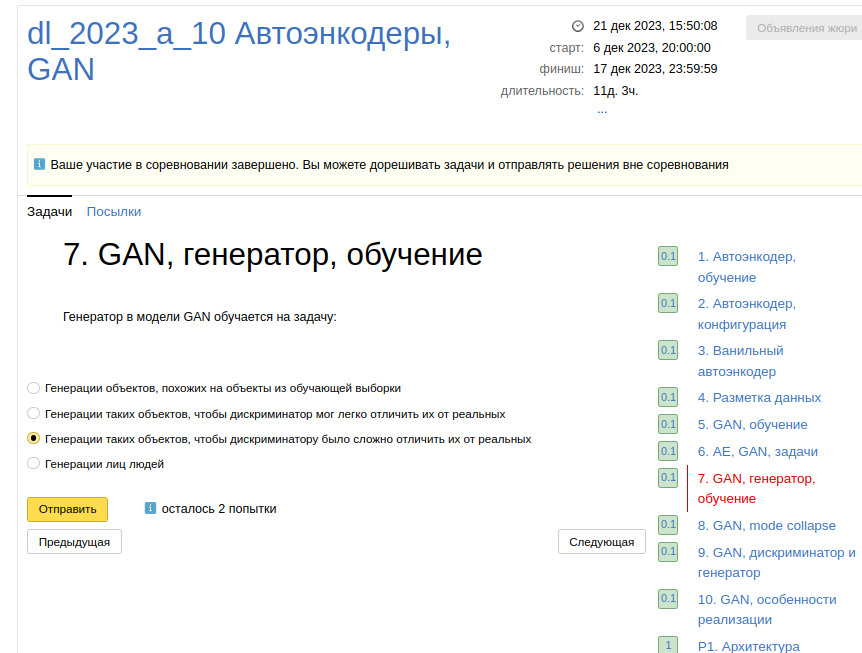 dl_2023_a_10 Автоэнкодеры,
GAN
21 дек 2023, 15:50:08
старт: 6 дек 2023, 20:00:00
финиш: 17 дек 2023, 23:59:59
длительность: 11д. 3ч.
...
Объявления жюри
Ваше участие в соревновании завершено. Вы можете дорешивать задачи и отправлять решения вне соревнования
Задачи Посылки
7. GAN, генератор, обучение
Генератор в модели GAN обучается на задачу:
Генерации объектов, похожих на объекты из обучающей выборки
Генерации таких объектов, чтобы дискриминатор мог легко отличить их от реальных
Генерации таких объектов, чтобы дискриминатору было сложно отличить их от реальных
Генерации лиц людей
Отправить
осталось 2 попытки
Предыдущая
Следующая
0.1 1. Автоэнкодер,
обучение
0.1 2. Автоэнкодер,
конфигурация
0.1 3. Ванильный
автоэнкодер
0.1 4. Разметка данных
0.1 5. GAN, обучение
0.1 6. AE, GAN, задачи
0.1 7. GAN, генератор,
обучение
0.1 8. GAN, mode collapse
0.1 9. GAN, дискриминатор и
генератор
0.1 10. GAN, особенности
реализации
1 P1. Архитектура